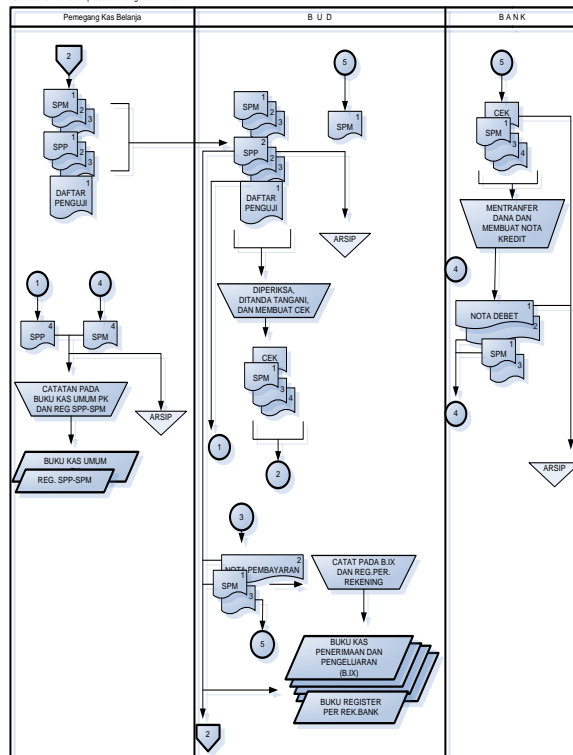 Pemegang Kas Belanja
2
SPM
1
2
3
SPP
1
2
3
DAFTAR
PENGUJI
1
1
4
SPP
4
SPM
4
CATATAN PADA
BUKU KAS UMUM PK
DAN REG SPP-SPM
ARSIP
BUKU KAS UMUM
REG. SPP-SPM
B U D
5
SPM
1
2
3
SPM
1
SPP
2
3
DAFTAR
PENGUJI
1
ARSIP
DIPERIKSA,
DITANDA TANGANI,
DAN MEMBUAT CEK
CEK
SPM
1
3
4
1
2
3
NOTA PEMBAYARAN
2
SPM
1
3
CATAT PADA B.IX
DAN REG.PER.
REKENING
5
BUKU KAS
PENERIMAAN DAN
PENGELUARAN
(B.IX)
BUKU REGISTER
PER REK.BANK
2
B A N K
5
CEK
SPM
1
3
4
MENTRANFER
DANA DAN
MEMBUAT NOTA
KREDIT
4
NOTA DEBET
1
2
SPM
1
3
4
ARSIP